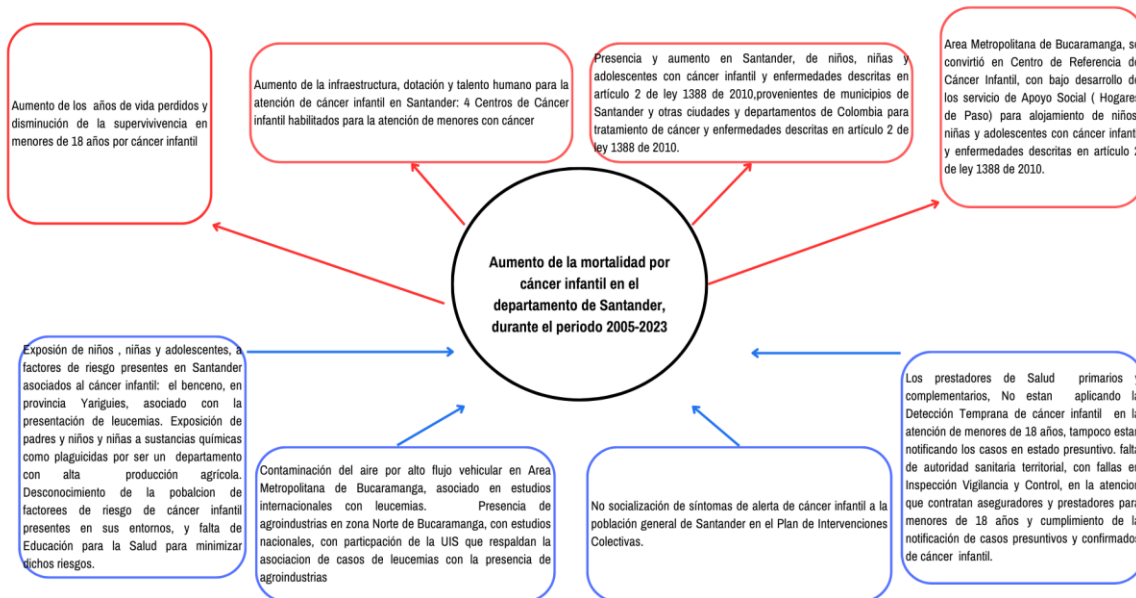 Aumento de los años de vida perdidos y
disminución de la supervivivencia en
menores de 18 años por cáncer infantil
Aumento de la infraestructura, dotación y talento humano para la
atención de cáncer infantil en Santander: 4 Centros de Cáncer
infantil habilitados para la atención de menores con cáncer
Presencia y aumento en Santander, de niños, niñas y
adolescentes con cáncer infantil y enfermedades descritas en
artículo 2 de ley 1388 de 2010,provenientes de municipios de
Santander y otras ciudades y departamentos de Colombia para
tratamiento de cáncer y enfermedades descritas en artículo 2 de
ley 1388 de 2010.
Area Metropolitana de Bucaramanga, se
convirtió en Centro de Referencia de
Cáncer Infantil, con bajo desarrollo de
los servicio de Apoyo Social ( Hogares
de Paso) para alojamiento de niños,
niñas y adolescentes con cáncer infantil
y enfermedades descritas en artículo 2
de ley 1388 de 2010.
Aumento de la mortalidad por
cáncer infantil en el
departamento de Santander,
durante el periodo 2005-2023
Exposión de niños , niñas y adolescentes, a
factores de riesgo presentes en Santander
asociados al cáncer infantil: el benceno, en
provincia Yariguies, asociado con la
presentación de leucemias. Exposición de
padres y niños y niñas a sustancias químicas
como plaguicidas por ser un departamento
con alta producción agrícola.
Desconocimiento de la pobalcion de
factorees de riesgo de cáncer infantil
presentes en sus entornos, y falta de
Educación para la Salud para minimizar
dichos riesgos.
Contaminación del aire por alto flujo vehicular en Area
Metropolitana de Bucaramanga, asociado en estudios
internacionales con leucemias. Presencia de
agroindustrias en zona Norte de Bucaramanga, con estudios
nacionales, con particpación de la UIS que respaldan la
asociacion de casos de leucemias con la presencia de
agroindustrias
No socialización de síntomas de alerta de cáncer infantil a la
población general de Santander en el Plan de Intervenciones
Colectivas.
Los prestadores de Salud primarios y
complementarios, No estan aplicando la
Detección Temprana de cáncer infantil en la
atención de menores de 18 años, tampoco estan
notificando los casos en estado presuntivo. falta
de autoridad sanitaria territorial, con fallas en
Inspección Vigilancia y Control, en la atencion
que contratan aseguradores y prestadores para
menores de 18 años y cumplimiento de la
notificación de casos presuntivos y confirmados
de cáncer infantil.